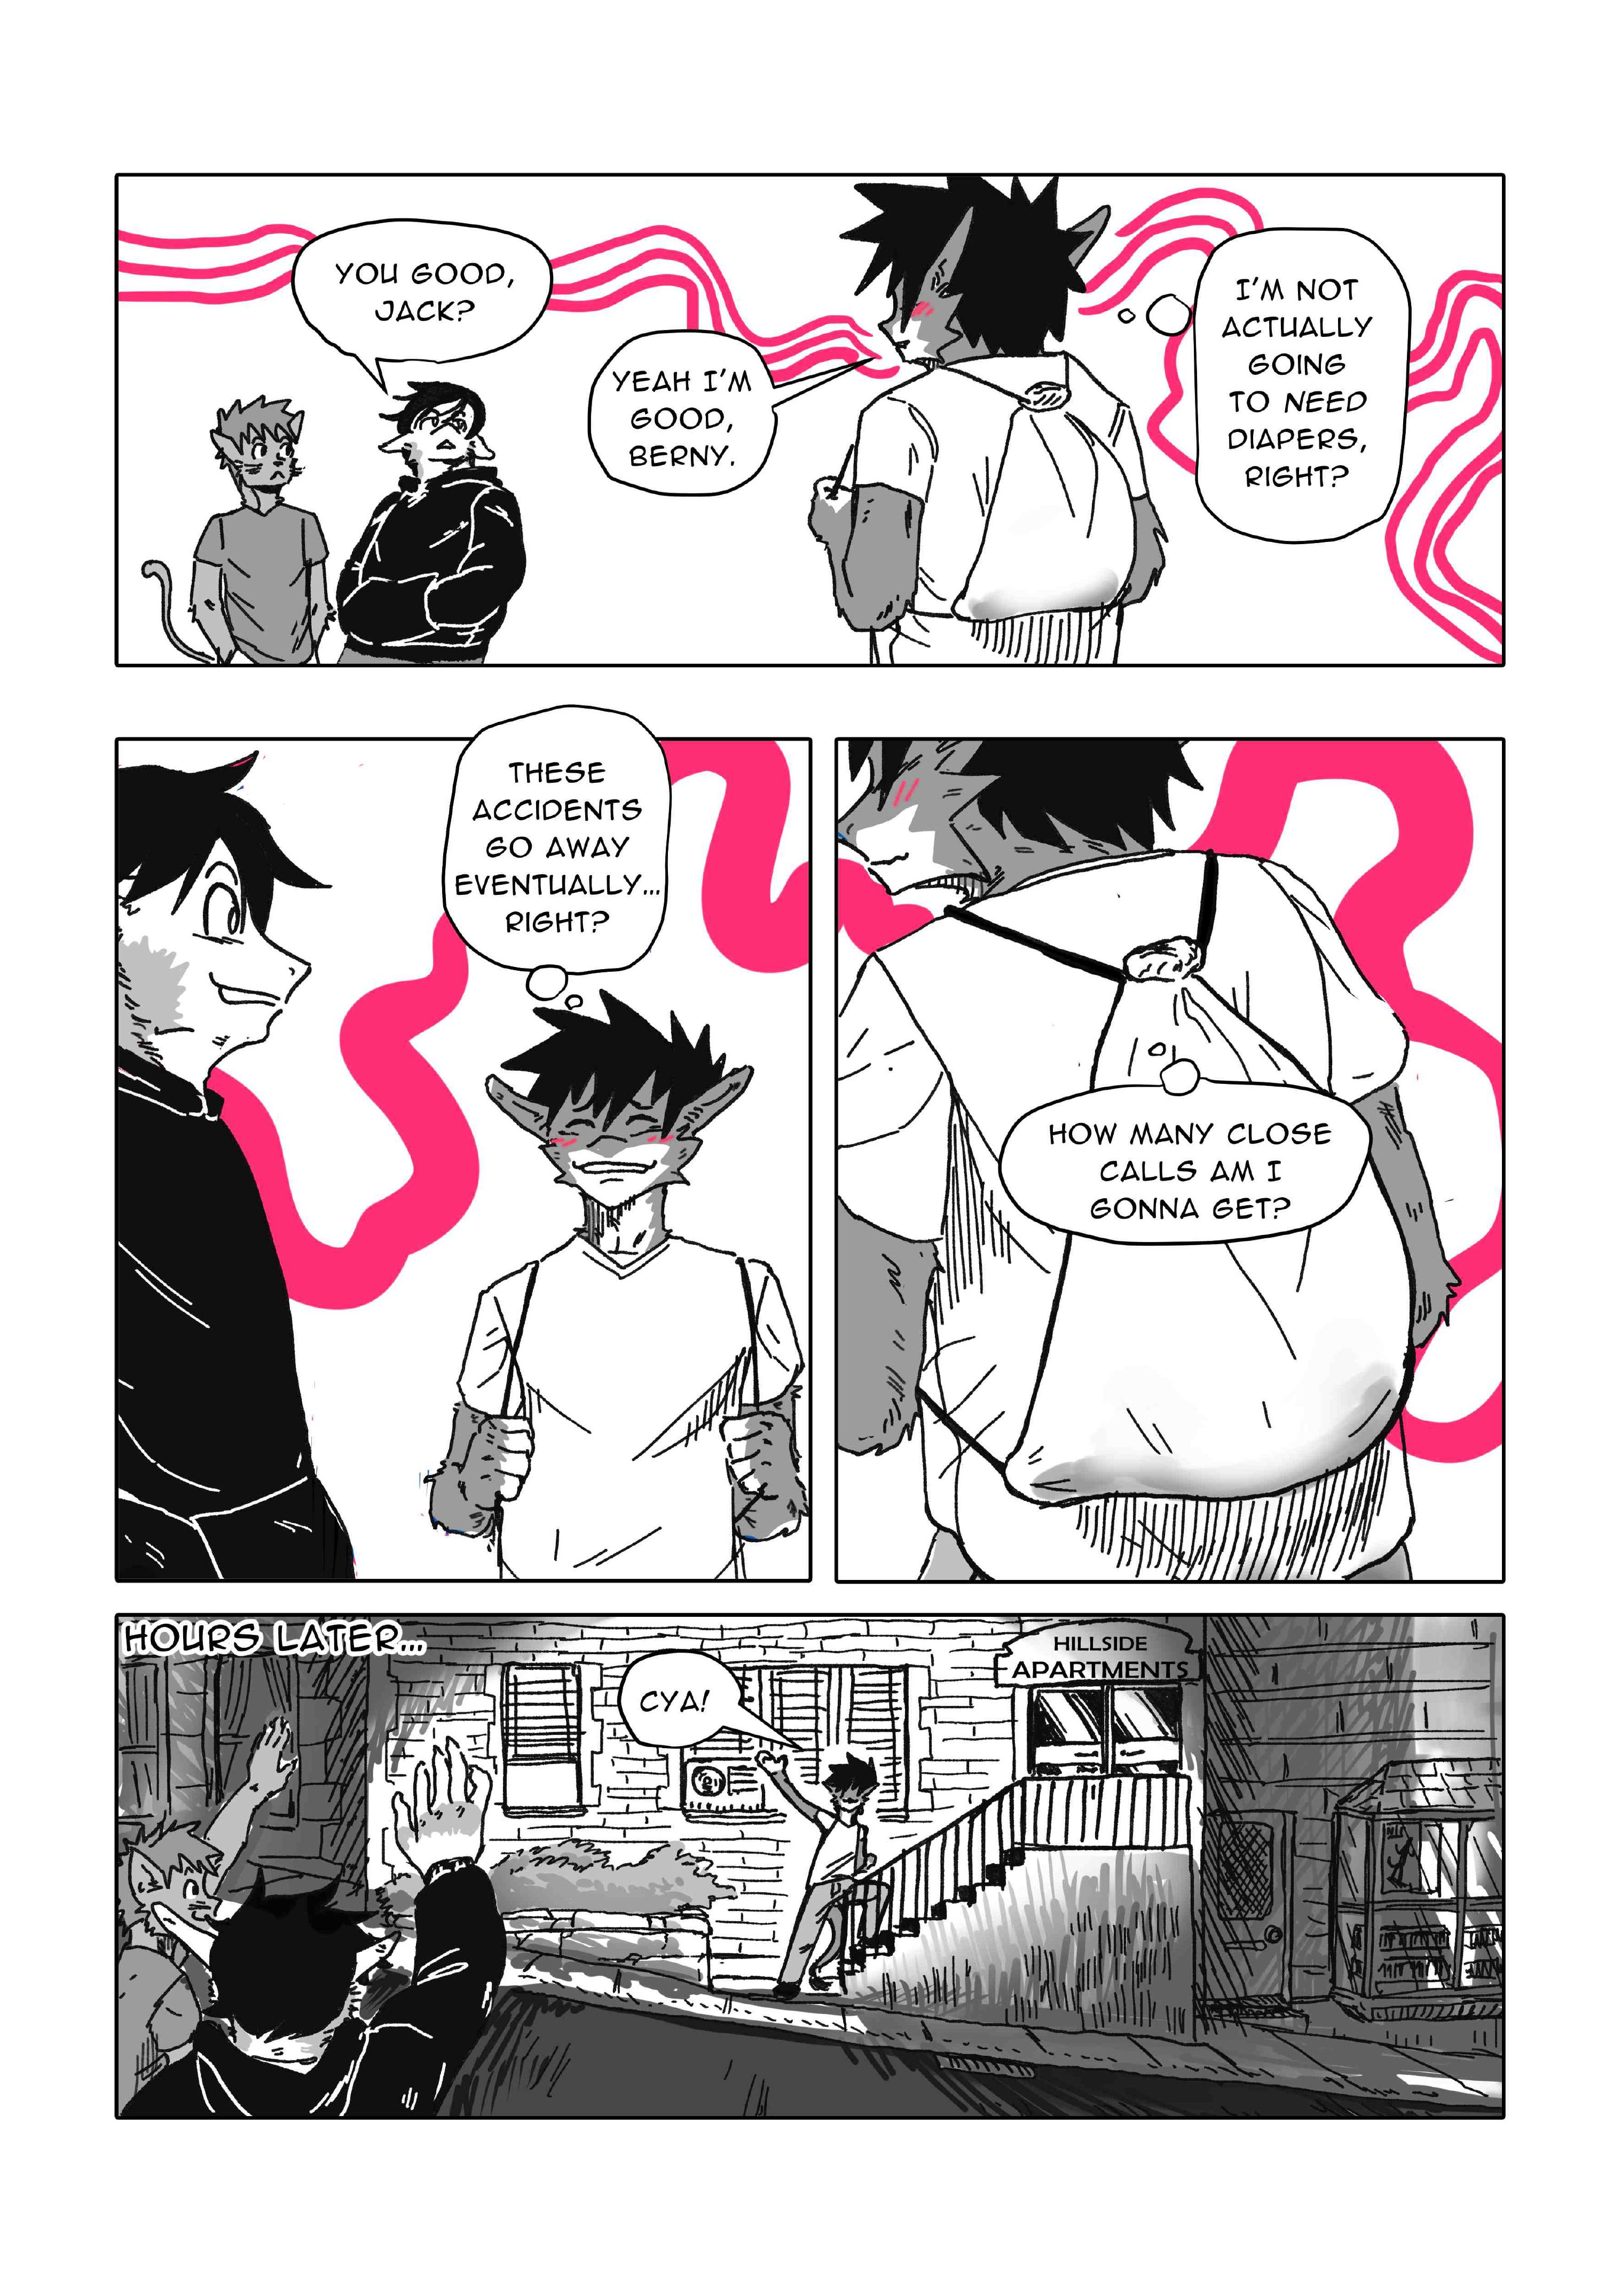 YOU GOOD,
JACK?
YEAH I'M
GOOD,
BERNY.
I'M NOT
ACTUALLY
GOING
TO NEED
DIAPERS,
RIGHT?
THESE
ACCIDENTS
GO AWAY
EVENTUALLY...
RIGHT?
HOW MANY CLOSE
CALLS AM I
GONNA GET?
HOURS LATER...
CYA!
HILLSIDE
APARTMENTS